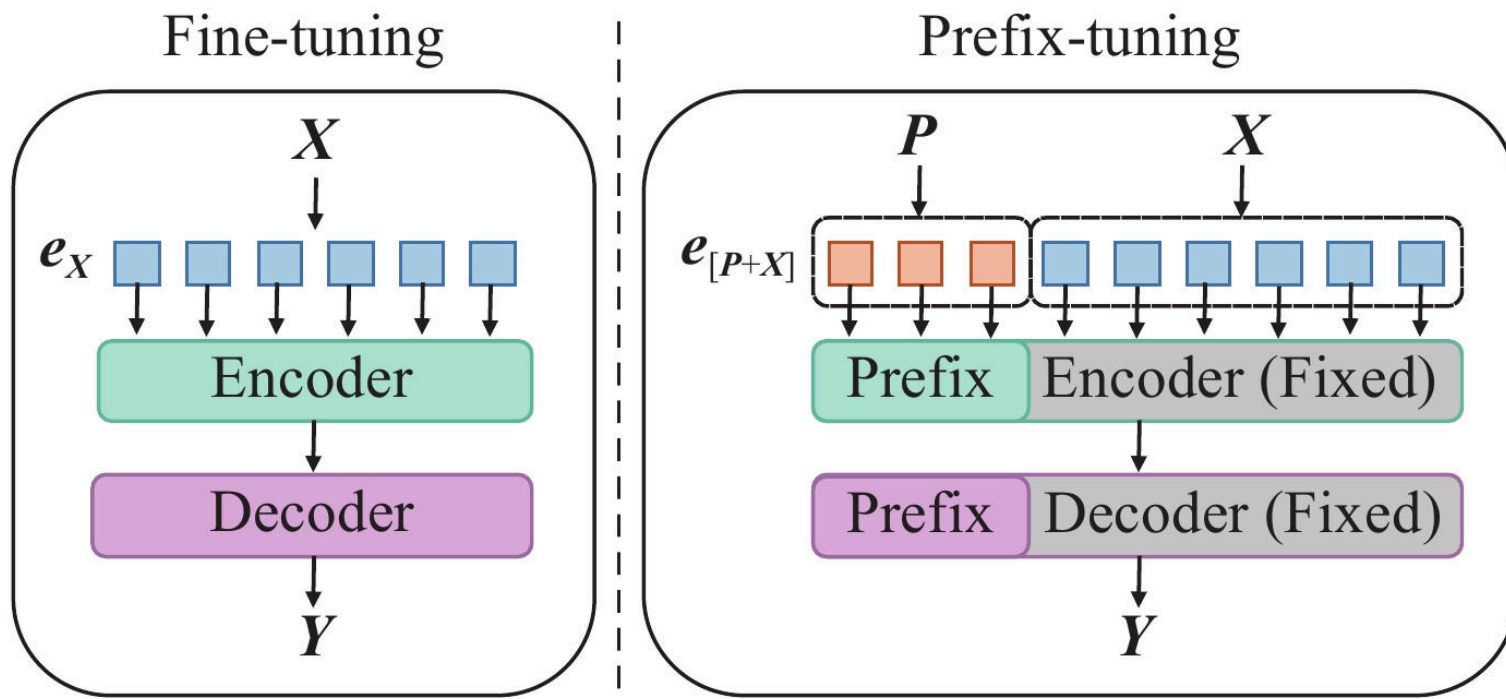 Fine-tuning
X
e_X
Encoder
Decoder
Y
Prefix-tuning
P X
e_[P+X]
Prefix Encoder (Fixed)
Prefix Decoder (Fixed)
Y